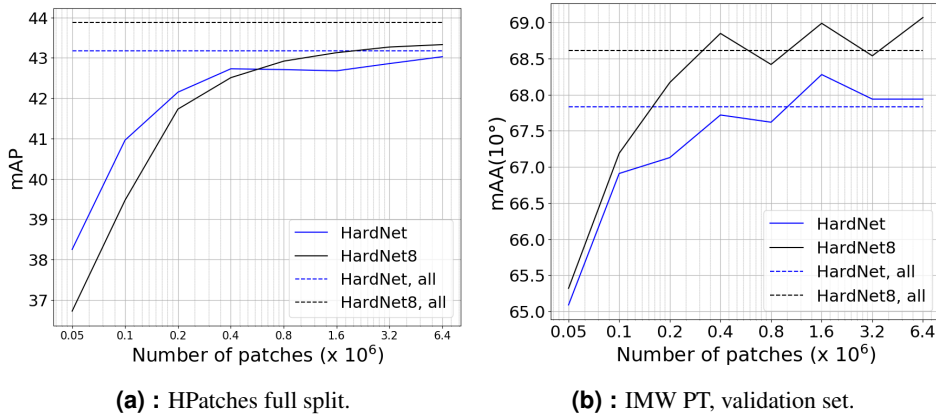 44
43
42
41
40
39
38
37
mAP
0.05 0.1 0.2 0.4 0.8 1.6 3.2 6.4
Number of patches (x 10⁶)
HardNet
HardNet8
HardNet, all
HardNet8, all
(a) : HPatches full split.
69.0
68.5
68.0
67.5
67.0
66.5
66.0
65.5
65.0
mAA(10°)
0.05 0.1 0.2 0.4 0.8 1.6 3.2 6.4
Number of patches (x 10⁶)
HardNet
HardNet8
HardNet, all
HardNet8, all
(b) : IMW PT, validation set.